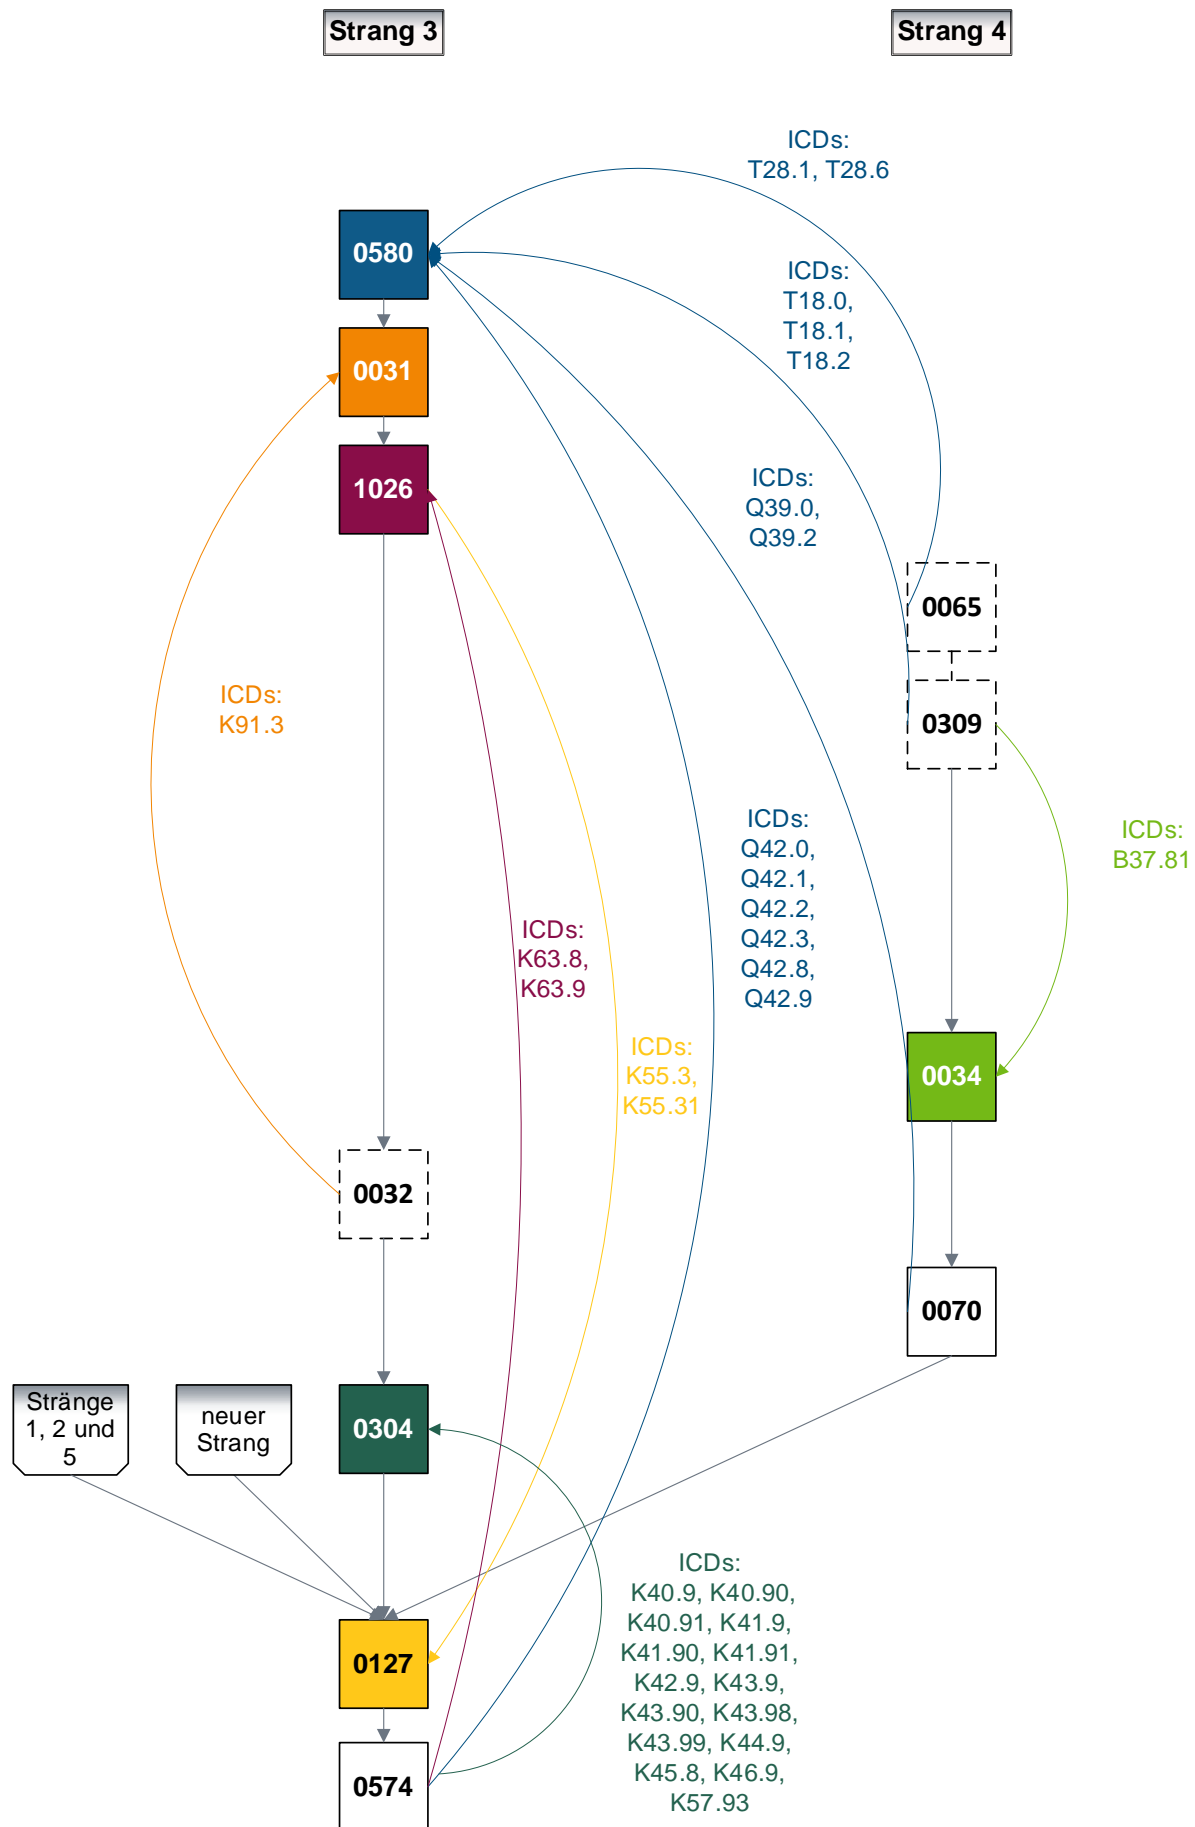 Strang 3
Strang 4
ICDs:
T28.1, T28.6
0580
ICDs:
T18.0,
T18.1,
T18.2
0031
1026
ICDs:
Q39.0,
Q39.2
0065
ICDs:
K91.3
0309
ICDs:
Q42.0,
Q42.1,
Q42.2,
Q42.3,
Q42.8,
Q42.9
ICDs:
B37.81
ICDs:
K63.8,
K63.9
ICDs:
K55.3,
K55.31
0034
0032
0070
Stränge
1, 2 und
5
neuer
Strang
0304
ICDs:
K40.9, K40.90,
K40.91, K41.9,
K41.90, K41.91,
K42.9, K43.9,
K43.90, K43.98,
K43.99, K44.9,
K45.8, K46.9,
K57.93
0127
0574